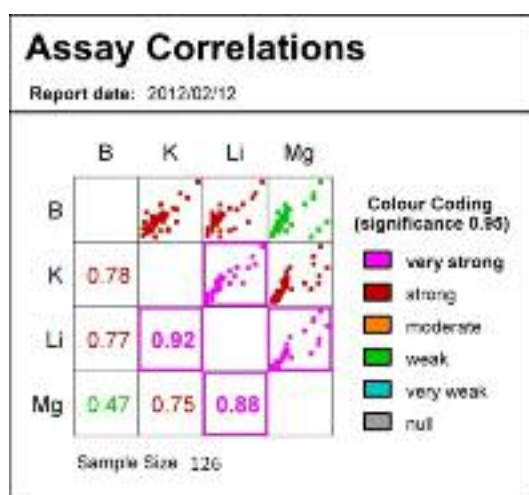 Assay Correlations
Report date: 2012/02/12
B K Li Mg
B
K 0.78
Li 0.77 0.92
Mg 0.47 0.75 0.88
Colour Coding
(significance 0.95)
very strong
strong
moderate
weak
very weak
null
Sample Size 126